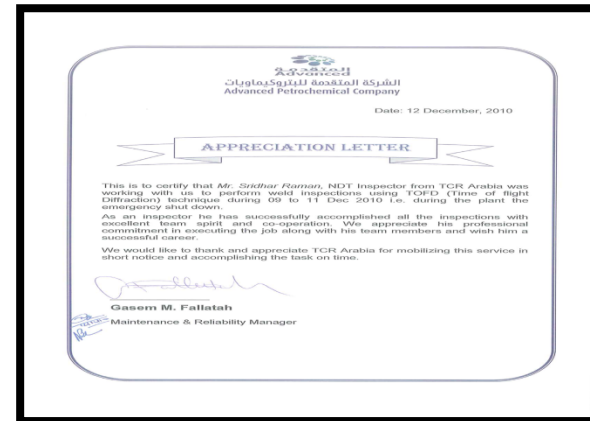 المتقدمة
Advanced
الشركة المتقدمة للبتروكيماويات
Advanced Petrochemical Company
Date: 12 December, 2010
APPRECIATION LETTER
This is to certify that Mr. Sridhar Raman, NDT Inspector from TCR Arabia was
working with us to perform weld inspections using TOFD (Time of flight
Diffraction) technique during 09 to 11 Dec 2010 i.e. during the plant the
emergency shut down.
As an inspector he has successfully accomplished all the inspections with
excellent team spirit and co-operation. We appreciate his professional
commitment in executing the job along with his team members and wish him a
successful career.
We would like to thank and appreciate TCR Arabia for mobilizing this service in
short notice and accomplishing the task on time.
Gasem M. Fallatah
Maintenance & Reliability Manager